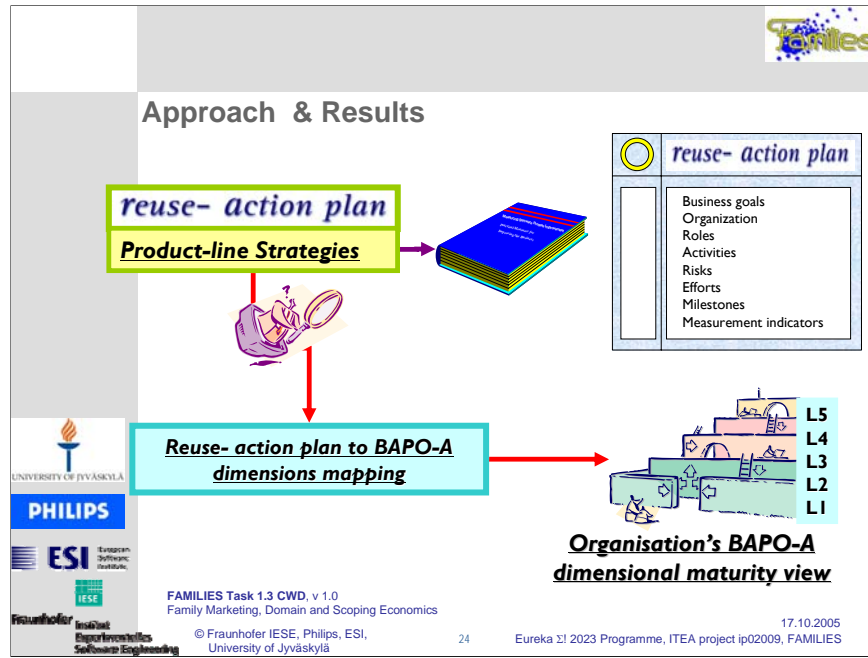 Families
Approach & Results
reuse- action plan
Product-line Strategies
reuse- action plan
Business goals
Organization
Roles
Activities
Risks
Efforts
Milestones
Measurement indicators
Reuse- action plan to BAPO-A
dimensions mapping
L5
L4
L3
L2
L1
Organisation's BAPO-A
dimensional maturity view
UNIVERSITY OF JYVÄSKYLÄ
PHILIPS
ESI European
Software
Institute
IESE
Fraunhofer Institut
Experimentelles
Software Engineering
FAMILIES Task 1.3 CWD, v 1.0
Family Marketing, Domain and Scoping Economics
© Fraunhofer IESE, Philips, ESI,
University of Jyväskylä
24
17.10.2005
Eureka Σ! 2023 Programme, ITEA project ip02009, FAMILIES